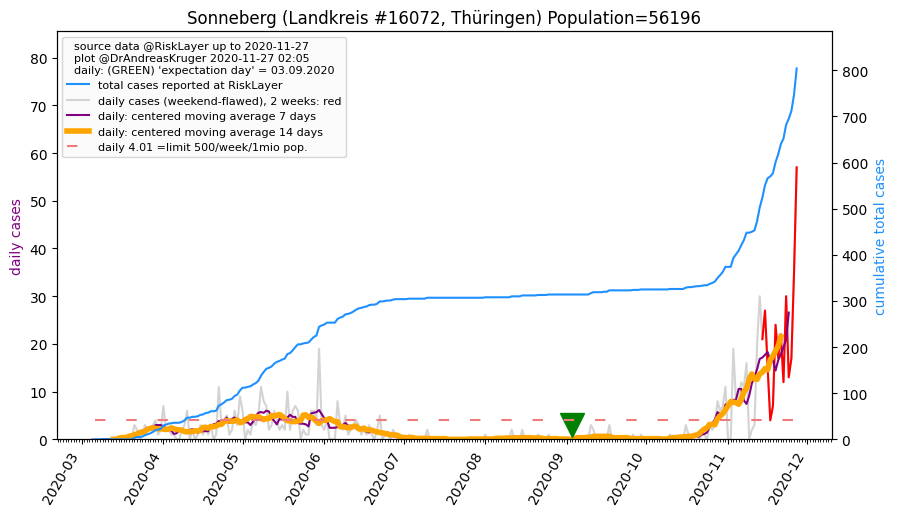 Sonneberg (Landkreis #16072, Thüringen) Population=56196
source data @RiskLayer up to 2020-11-27
plot @DrAndreasKruger 2020-11-27 02:05
daily: (GREEN) 'expectation day' = 03.09.2020
total cases reported at RiskLayer
daily cases (weekend-flawed), 2 weeks: red
daily: centered moving average 7 days
daily: centered moving average 14 days
daily 4.01 =limit 500/week/1mio pop.
daily cases
80
70
60
50
40
30
20
10
0
cumulative total cases
800
700
600
500
400
300
200
100
0
2020-03
2020-04
2020-05
2020-06
2020-07
2020-08
2020-09
2020-10
2020-11
2020-12